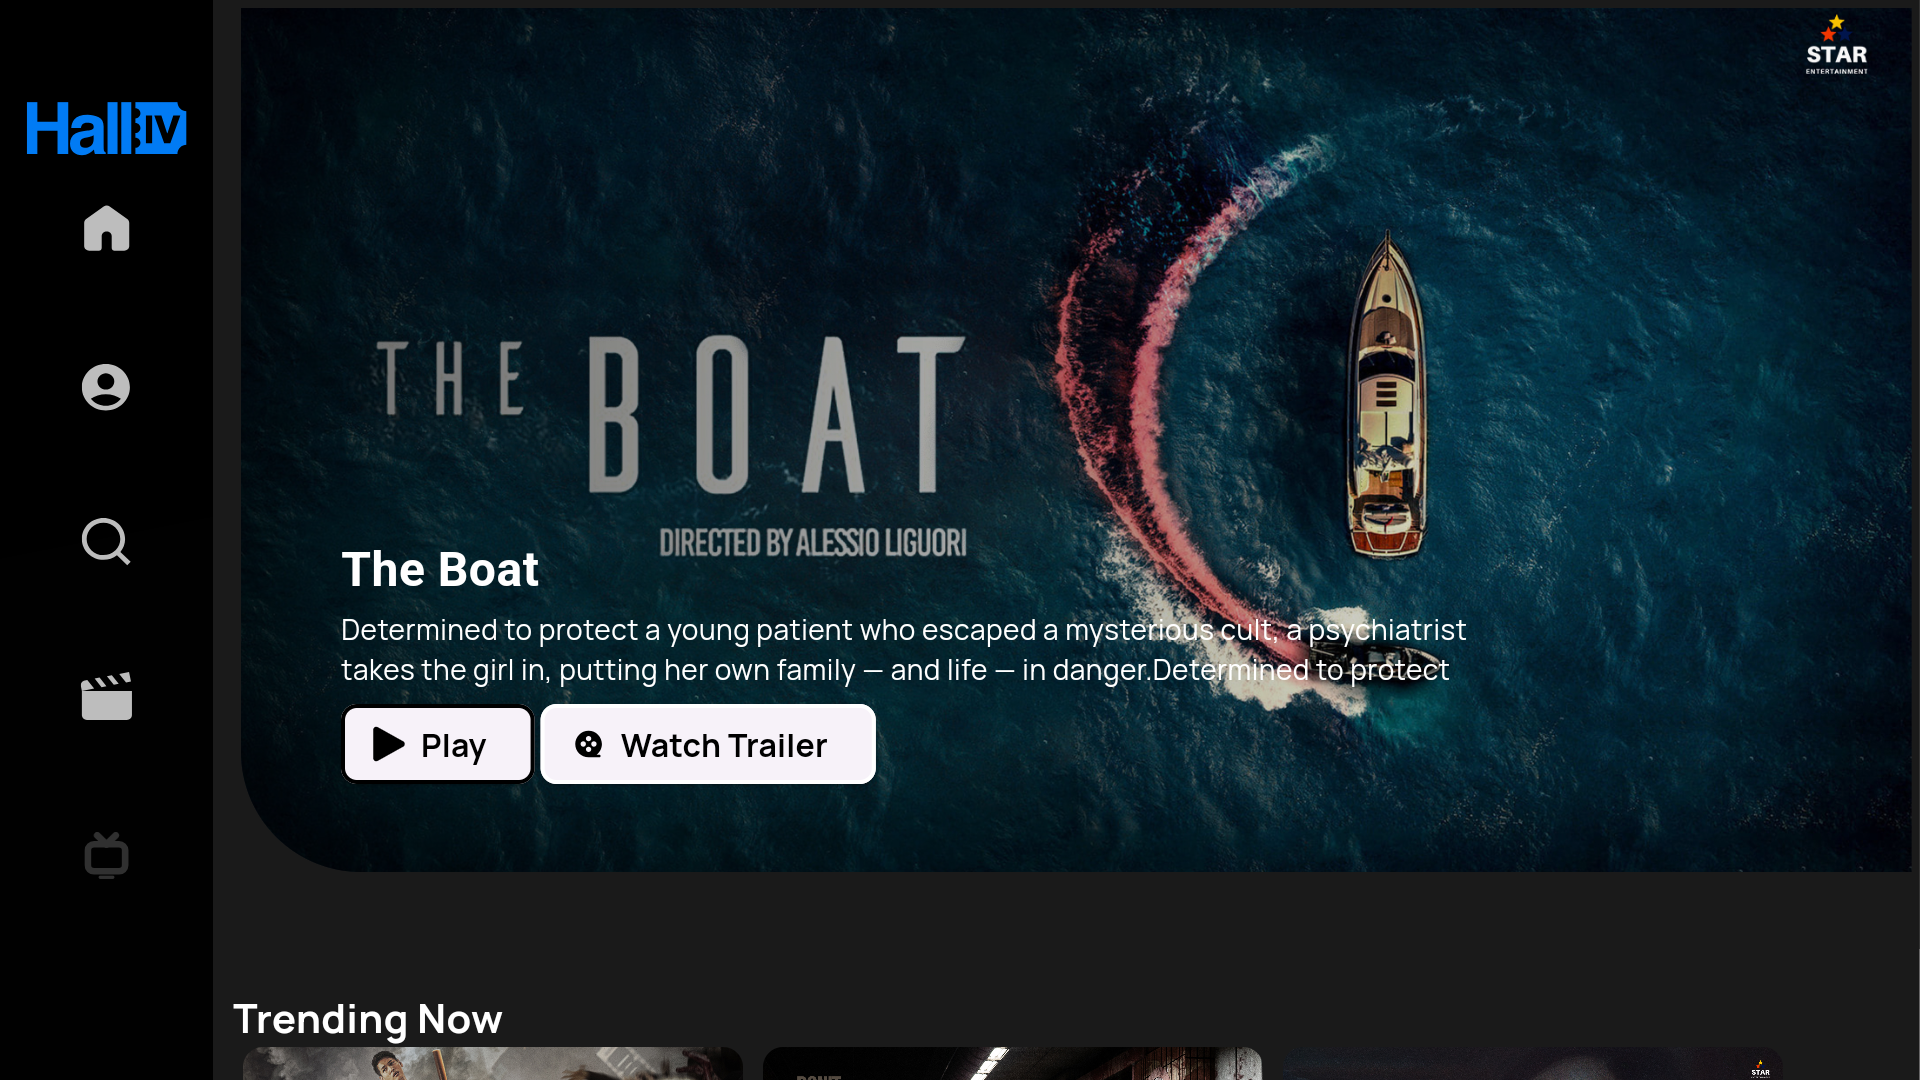 HallTV
STAR
ENTERTAINMENT
THE BOAT
DIRECTED BY ALESSIO LIGUORI
The Boat
Determined to protect a young patient who escaped a mysterious cult, a psychiatrist
takes the girl in, putting her own family — and life — in danger.Determined to protect
Play
Watch Trailer
Trending Now
STAR